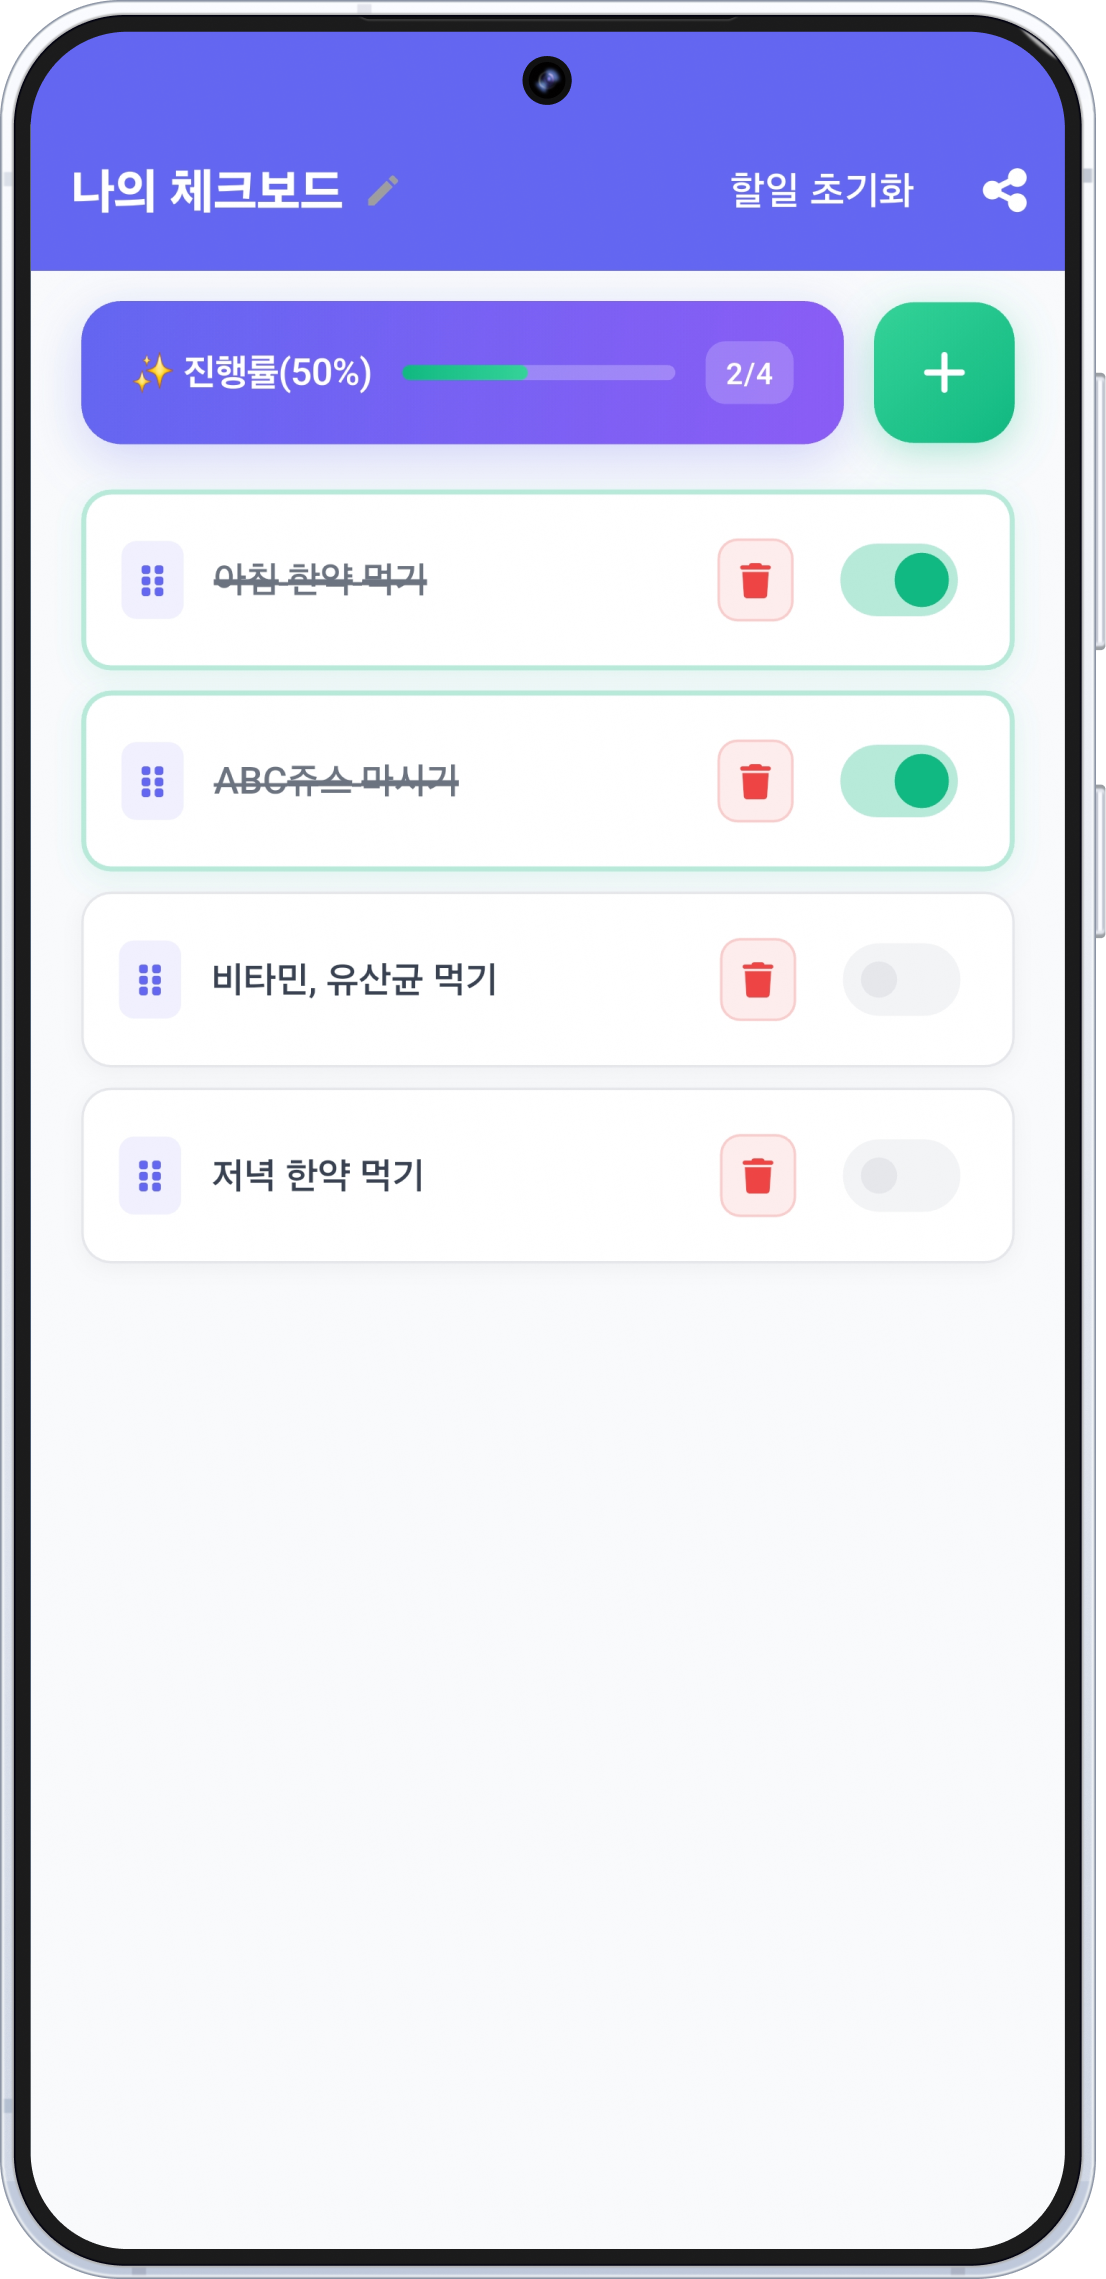 나의 체크보드
할일 초기화
✨ 진행률(50%)
2/4
아침 한약 먹기
ABC쥬스 마시기
비타민, 유산균 먹기
저녁 한약 먹기